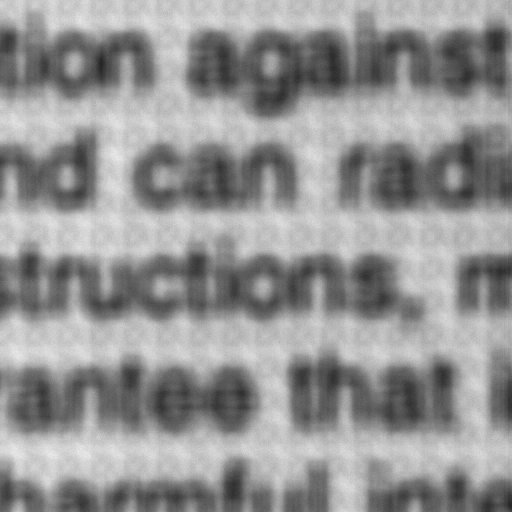 tion against
nd can radi
structions. m
rantee that i
harmful inte